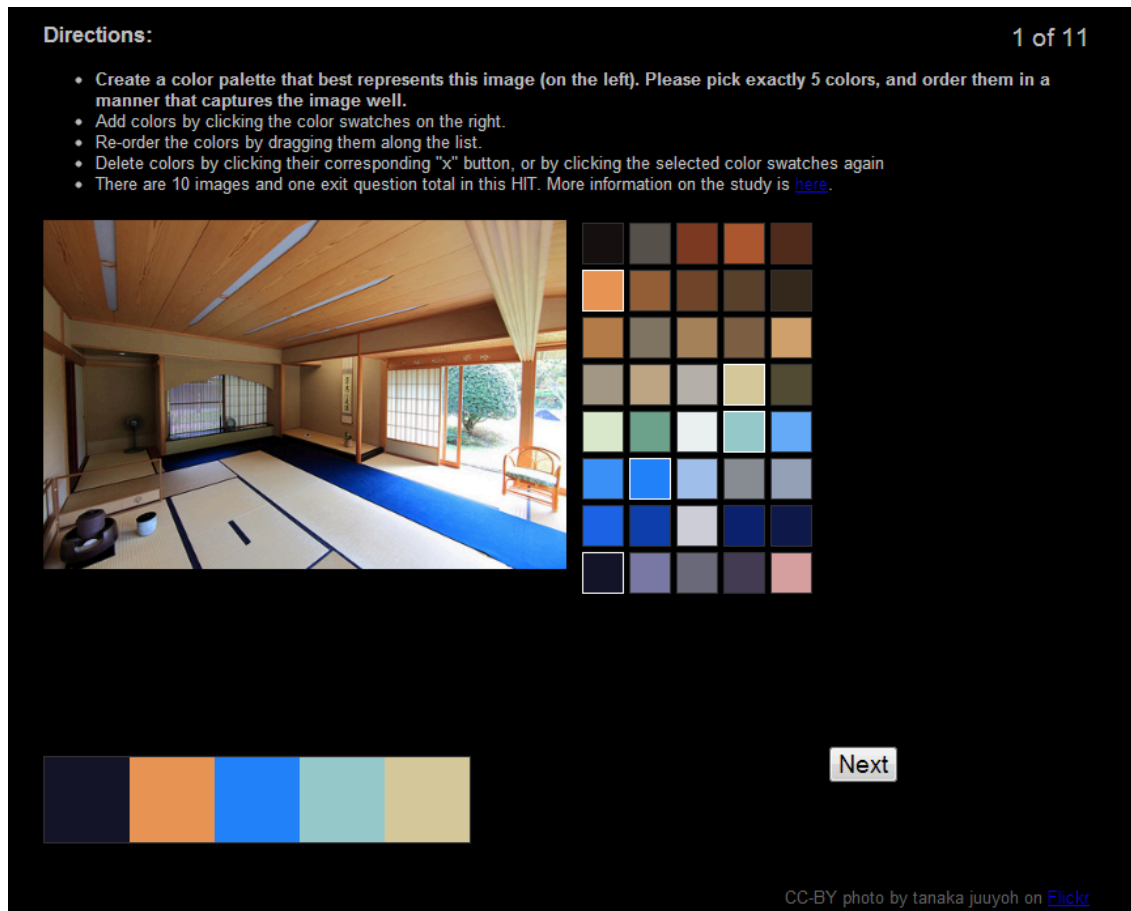 Directions:
1 of 11
Create a color palette that best represents this image (on the left). Please pick exactly 5 colors, and order them in a
manner that captures the image well.
Add colors by clicking the color swatches on the right.
Re-order the colors by dragging them along the list.
Delete colors by clicking their corresponding "x" button, or by clicking the selected color swatches again
There are 10 images and one exit question total in this HIT. More information on the study is here.
Next
CC-BY photo by tanaka juuyoh on Flickr